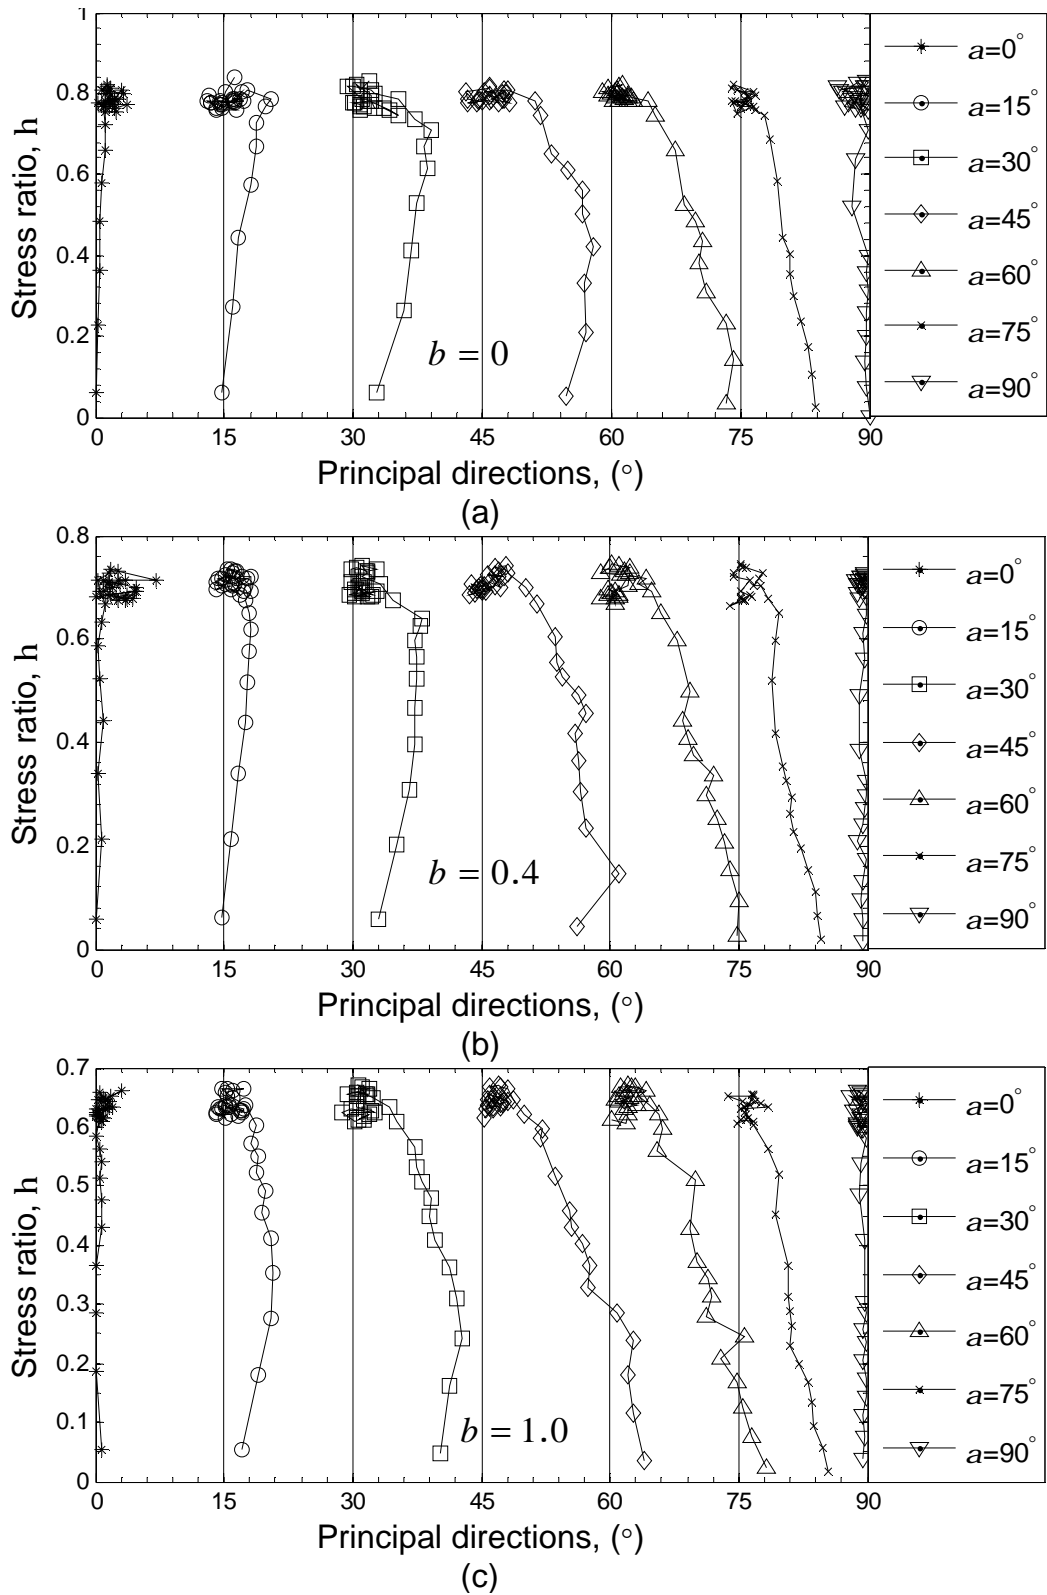 1
0.8
0.6
0.4
0.2
0
Stress ratio, h
b = 0
0 15 30 45 60 75 90
Principal directions, (°)
(a)
a=0°
a=15°
a=30°
a=45°
a=60°
a=75°
a=90°
0.8
0.6
0.4
0.2
0
Stress ratio, h
b = 0.4
0 15 30 45 60 75 90
Principal directions, (°)
(b)
a=0°
a=15°
a=30°
a=45°
a=60°
a=75°
a=90°
0.7
0.6
0.5
0.4
0.3
0.2
0.1
0
Stress ratio, h
b = 1.0
0 15 30 45 60 75 90
Principal directions, (°)
(c)
a=0°
a=15°
a=30°
a=45°
a=60°
a=75°
a=90°